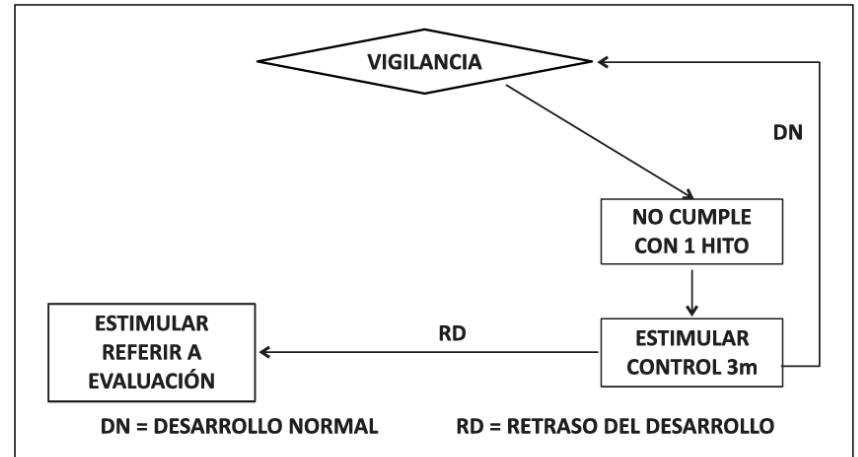 VIGILANCIA
DN
NO CUMPLE
CON 1 HITO
ESTIMULAR
REFERIR A
EVALUACIÓN
RD
ESTIMULAR
CONTROL 3m
DN = DESARROLLO NORMAL
RD = RETRASO DEL DESARROLLO